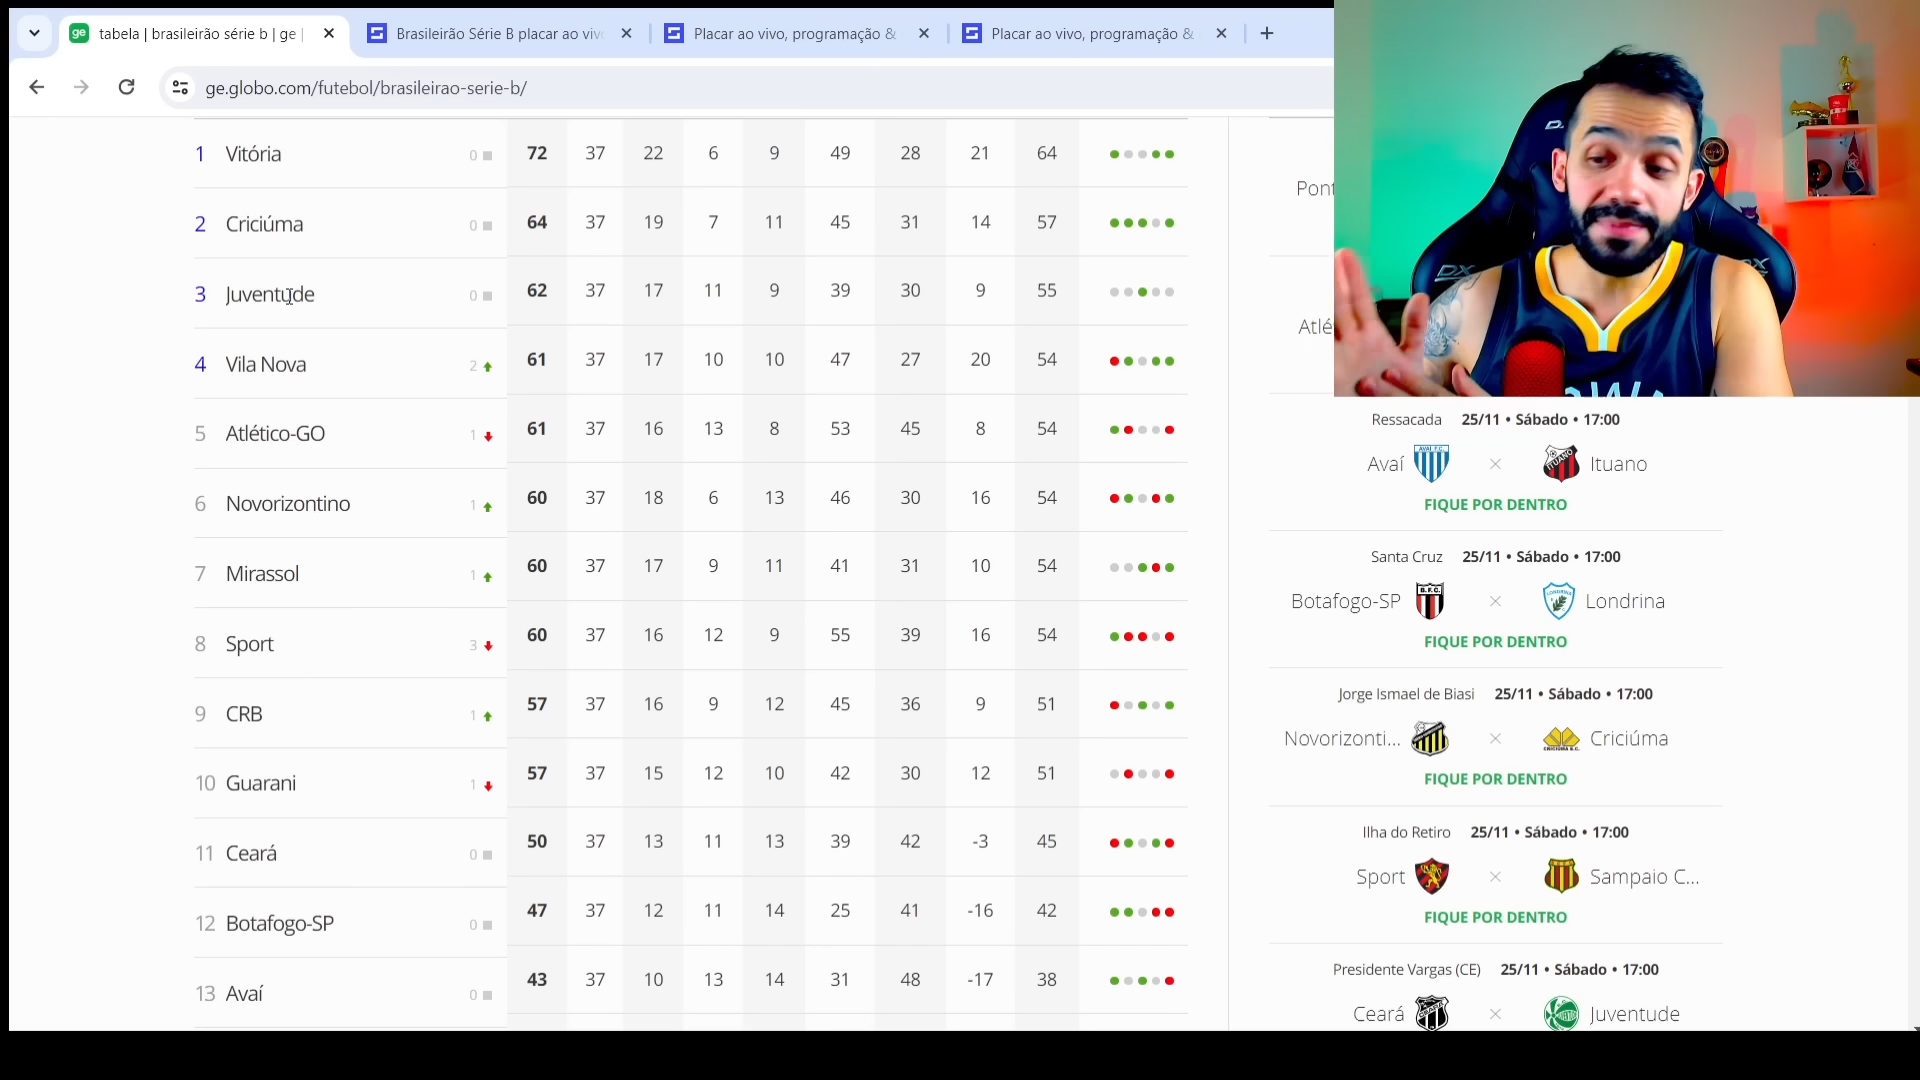 tabela | brasileirão série b | ge |
Brasileirão Série B placar ao viv
Placar ao vivo, programação &
Placar ao vivo, programação &
ge.globo.com/futebol/brasileirao-serie-b/
1 Vitória 0 72 37 22 6 9 49 28 21 64
2 Criciúma 0 64 37 19 7 11 45 31 14 57
3 Juventude 0 62 37 17 11 9 39 30 9 55
4 Vila Nova 2 61 37 17 10 10 47 27 20 54
5 Atlético-GO 1 61 37 16 13 8 53 45 8 54
6 Novorizontino 1 60 37 18 6 13 46 30 16 54
7 Mirassol 1 60 37 17 9 11 41 31 10 54
8 Sport 3 60 37 16 12 9 55 39 16 54
9 CRB 1 57 37 16 9 12 45 36 9 51
10 Guarani 1 57 37 15 12 10 42 30 12 51
11 Ceará 0 50 37 13 11 13 39 42 -3 45
12 Botafogo-SP 0 47 37 12 11 14 25 41 -16 42
13 Avaí 0 43 37 10 13 14 31 48 -17 38
Pont
Atlé
Ressacada 25/11 • Sábado • 17:00
Avaí × Ituano
FIQUE POR DENTRO
Santa Cruz 25/11 • Sábado • 17:00
Botafogo-SP × Londrina
FIQUE POR DENTRO
Jorge Ismael de Biasi 25/11 • Sábado • 17:00
Novorizonti... × Criciúma
FIQUE POR DENTRO
Ilha do Retiro 25/11 • Sábado • 17:00
Sport × Sampaio C...
FIQUE POR DENTRO
Presidente Vargas (CE) 25/11 • Sábado • 17:00
Ceará × Juventude